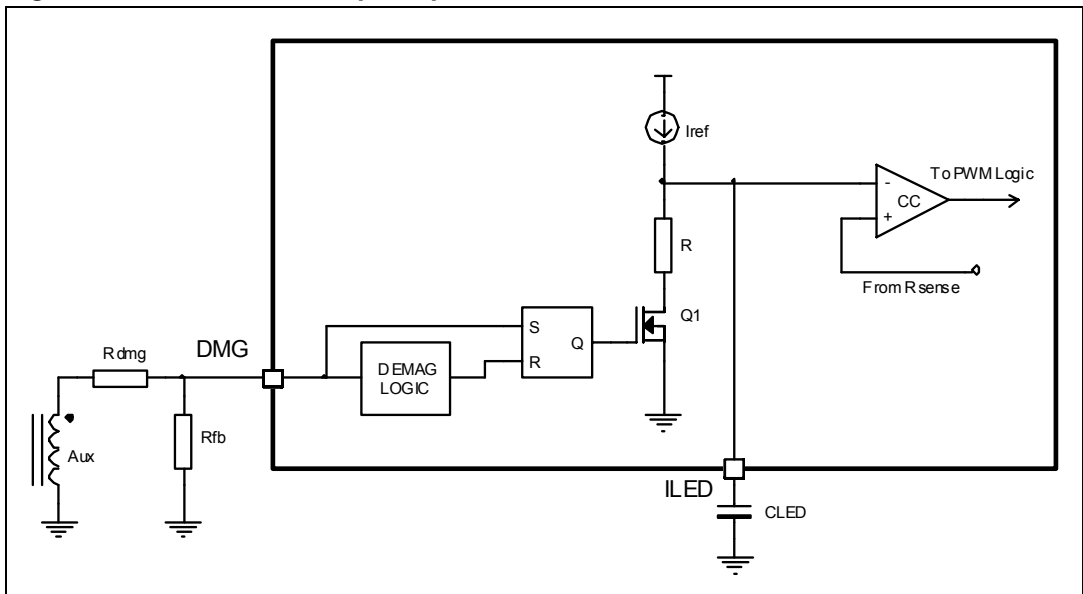 Iref
To PWM Logic
-
CC
+
R
From Rsense
Q1
S
Q
R
DMG
Rdmg
DEMAG
LOGIC
Rfb
Aux
ILED
CLED